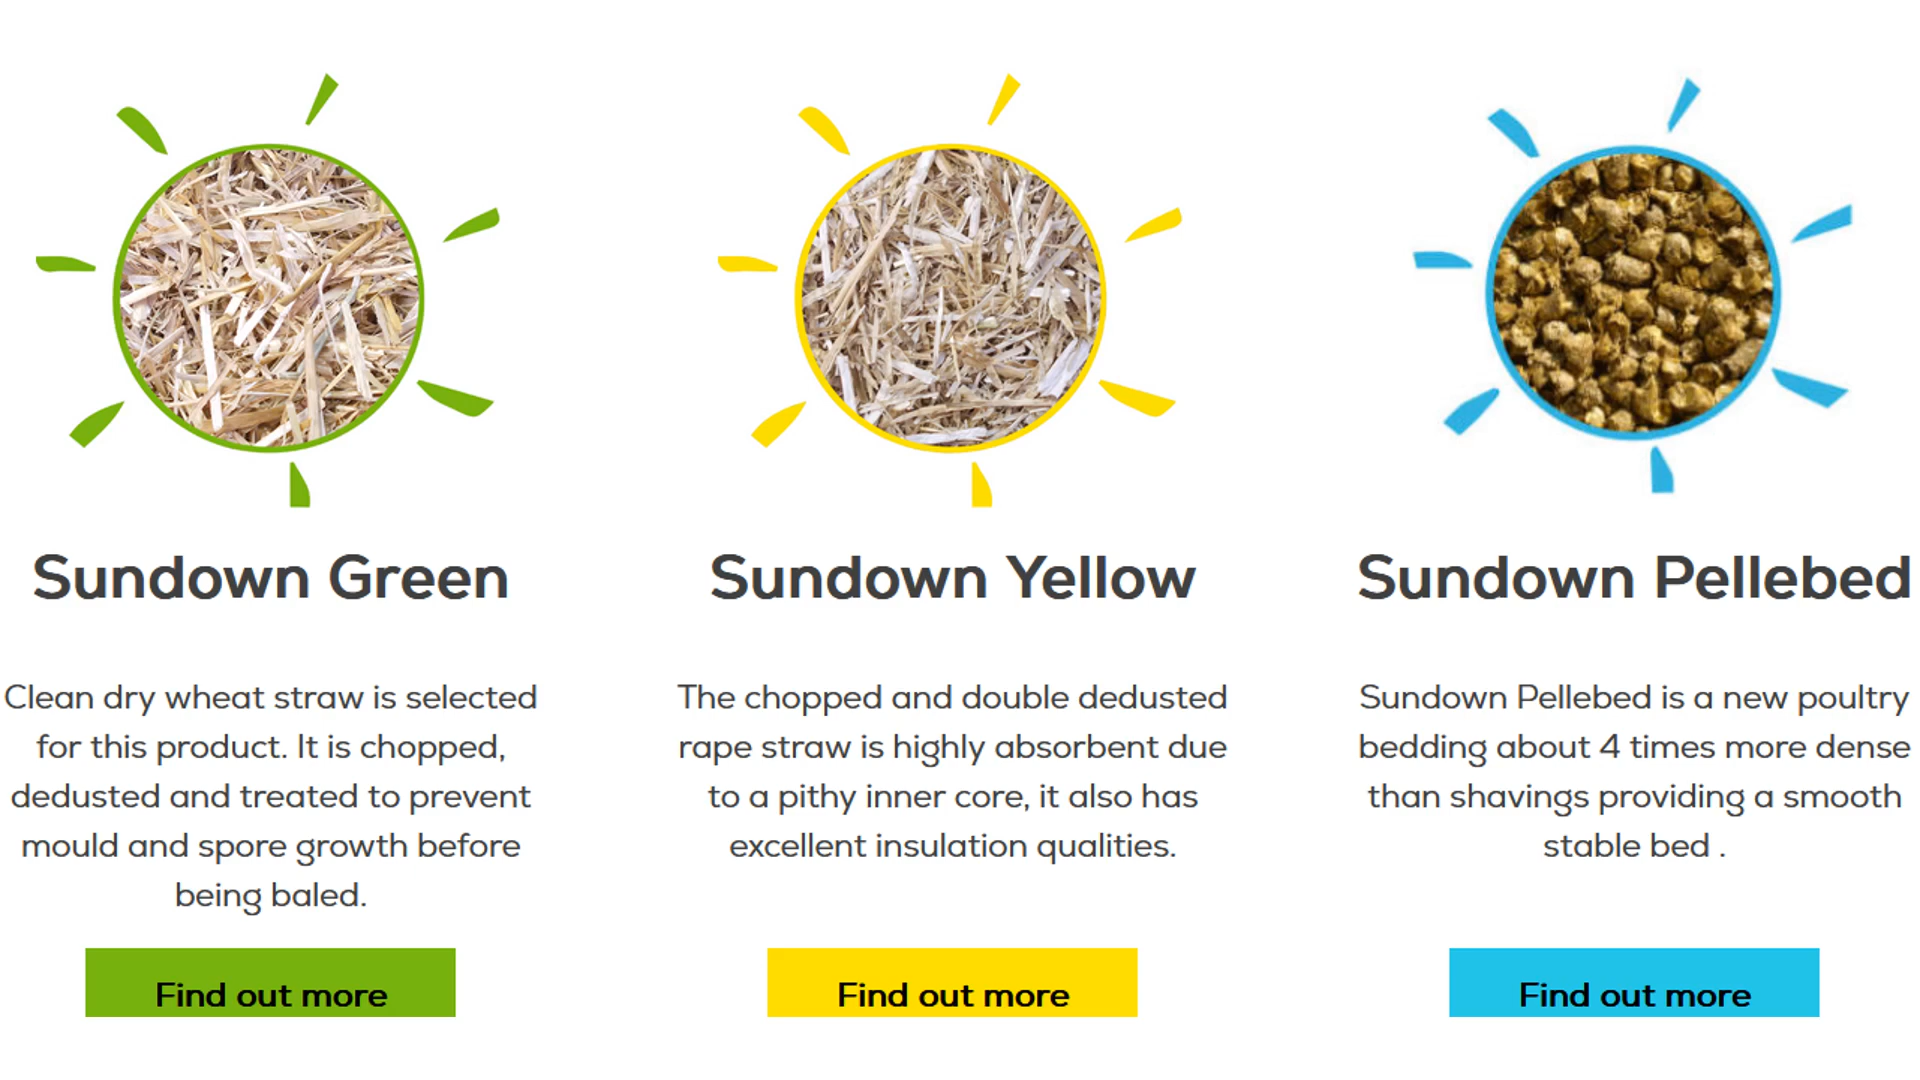 Sundown Green
Clean dry wheat straw is selected
for this product. It is chopped,
dedusted and treated to prevent
mould and spore growth before
being baled.
Find out more
Sundown Yellow
The chopped and double dedusted
rape straw is highly absorbent due
to a pithy inner core, it also has
excellent insulation qualities.
Find out more
Sundown Pellebed
Sundown Pellebed is a new poultry
bedding about 4 times more dense
than shavings providing a smooth
stable bed .
Find out more